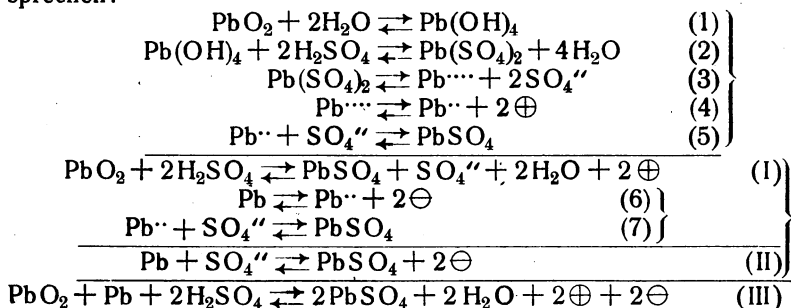 sprechen:
PbO₂ + 2H₂O ⇄ Pb(OH)₄ (1)
Pb(OH)₄ + 2H₂SO₄ ⇄ Pb(SO₄)₂ + 4H₂O (2)
Pb(SO₄)₂ ⇄ Pb···· + 2SO₄″ (3)
Pb···· ⇄ Pb·· + 2⊕ (4)
Pb·· + SO₄″ ⇄ PbSO₄ (5)
PbO₂ + 2H₂SO₄ ⇄ PbSO₄ + SO₄″ + 2H₂O + 2⊕ (I)
Pb ⇄ Pb·· + 2⊖ (6)
Pb·· + SO₄″ ⇄ PbSO₄ (7)
Pb + SO₄″ ⇄ PbSO₄ + 2⊖ (II)
PbO₂ + Pb + 2H₂SO₄ ⇄ 2PbSO₄ + 2H₂O + 2⊕ + 2⊖ (III)